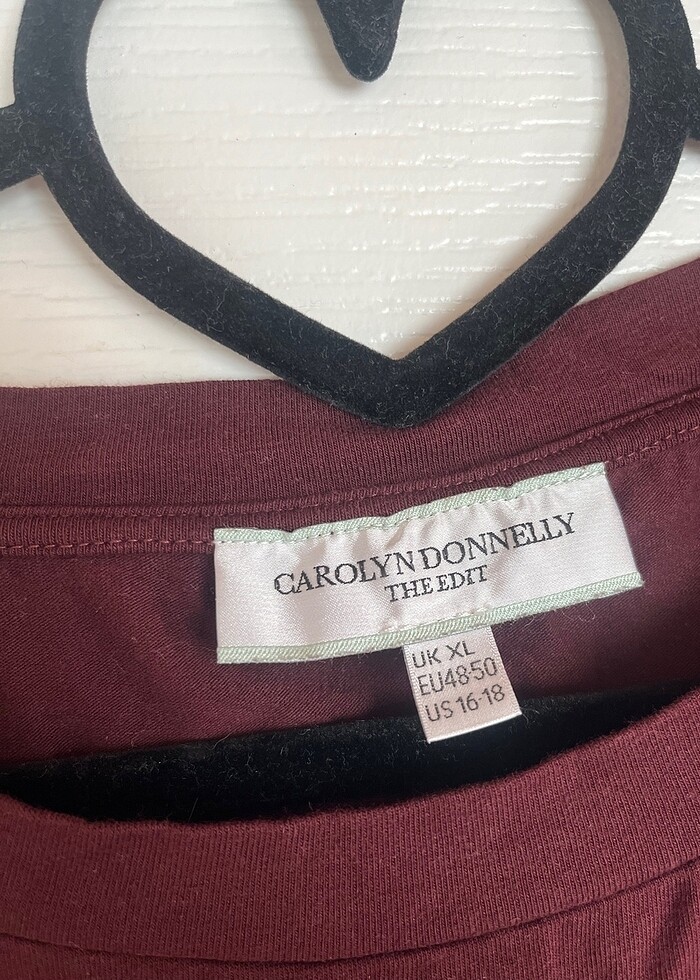 CAROLYN DONNELLY
THE EDIT
UK XL
EU48-50
US 16-18